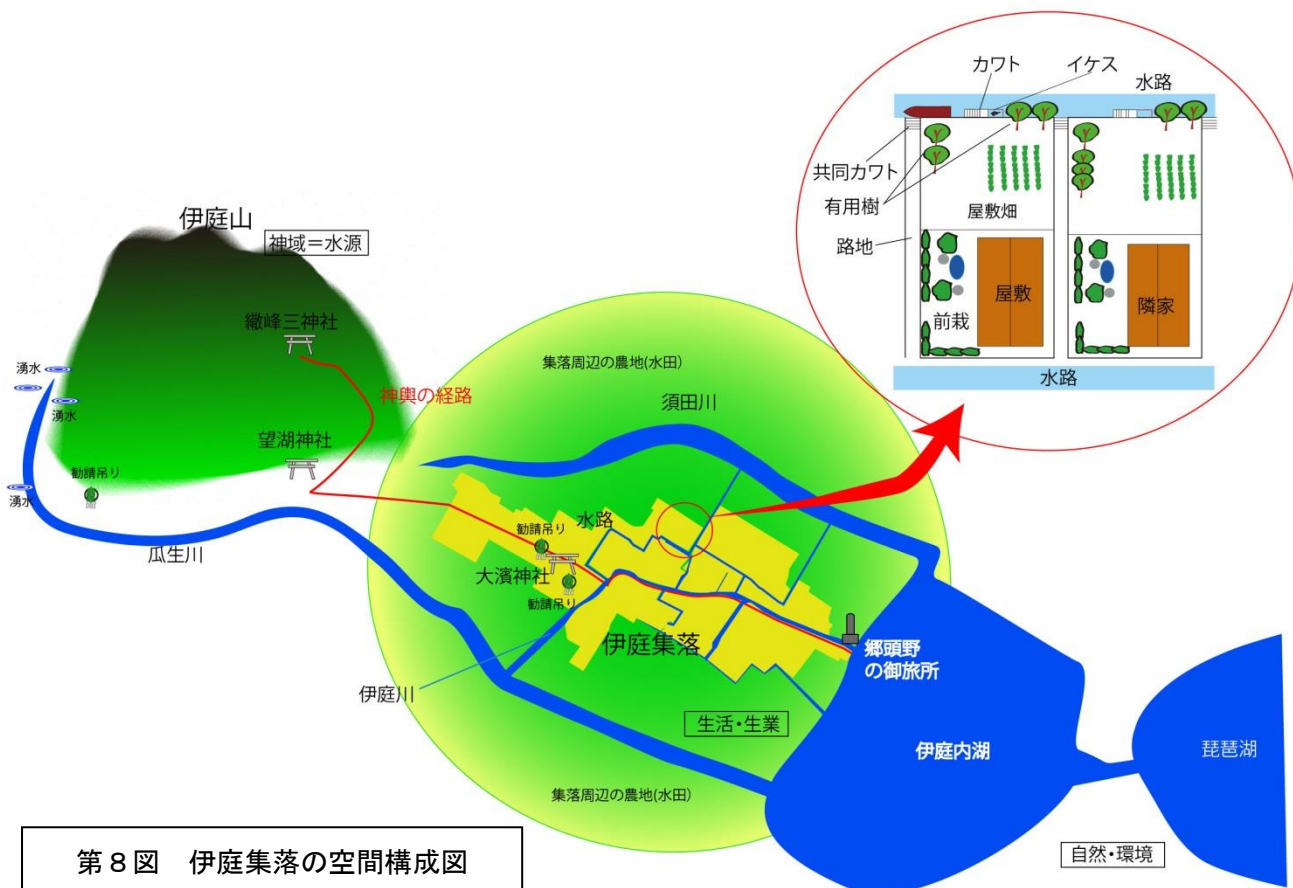 カワト
イケス
水路
共同カワト
有用樹
屋敷畑
路地
屋敷
前栽
隣家
水路
伊庭山
神域＝水源
繖峰三神社
湧水
湧水
神輿の経路
望湖神社
勧請吊り
湧水
瓜生川
集落周辺の農地(水田)
須田川
勧請吊り
水路
大濱神社
勧請吊り
伊庭集落
伊庭川
郷頭野
の御旅所
生活・生業
伊庭内湖
琵琶湖
集落周辺の農地(水田)
自然・環境
第８図　伊庭集落の空間構成図